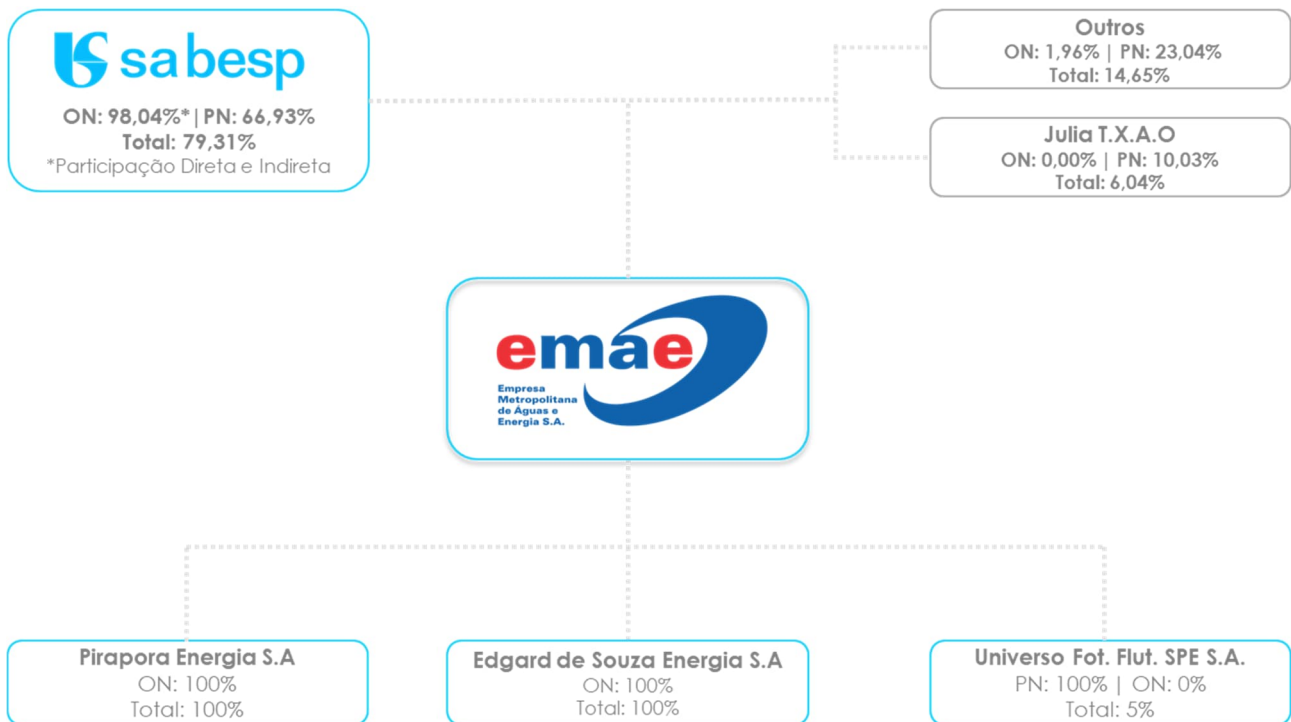 sabesp
ON: 98,04%*|PN: 66,93%
Total: 79,31%
*Participação Direta e Indireta
Outros
ON: 1,96% | PN: 23,04%
Total: 14,65%
Julia T.X.A.O
ON: 0,00% | PN: 10,03%
Total: 6,04%
emae
Empresa
Metropolitana
de Águas e
Energia S.A.
Pirapora Energia S.A
ON: 100%
Total: 100%
Edgard de Souza Energia S.A
ON: 100%
Total: 100%
Universo Fot. Flut. SPE S.A.
PN: 100% | ON: 0%
Total: 5%